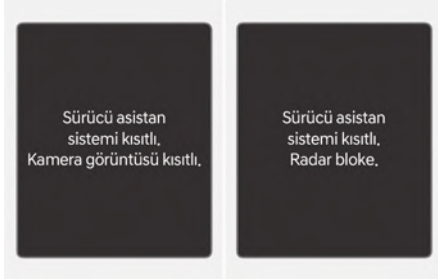 Sürücü asistan
sistemi kısıtlı.
Kamera görüntüsü kısıtlı.
Sürücü asistan
sistemi kısıtlı.
Radar bloke.